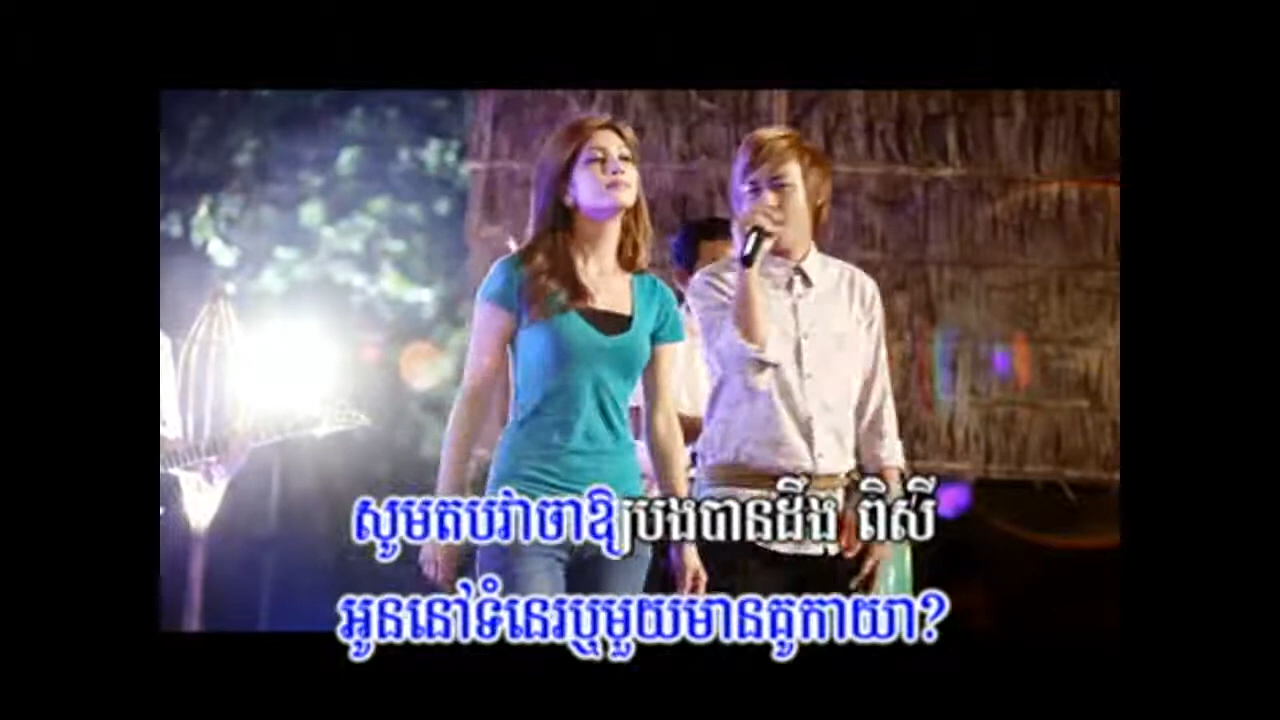 សូមតបវាចាឱ្យបងបានដឹង ពិសី
អូននៅទំនេរឬមួយមានគូកាយា?